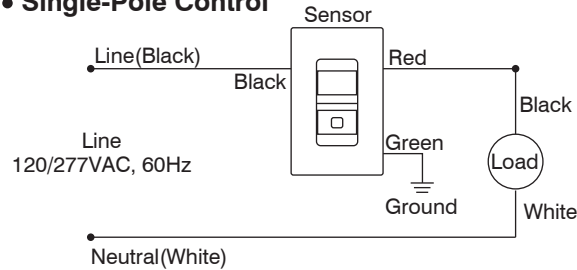 • Single-Pole Control
Sensor
Line(Black)
Black
Red
Black
Line
120/277VAC, 60Hz
Green
Load
Ground
White
Neutral(White)